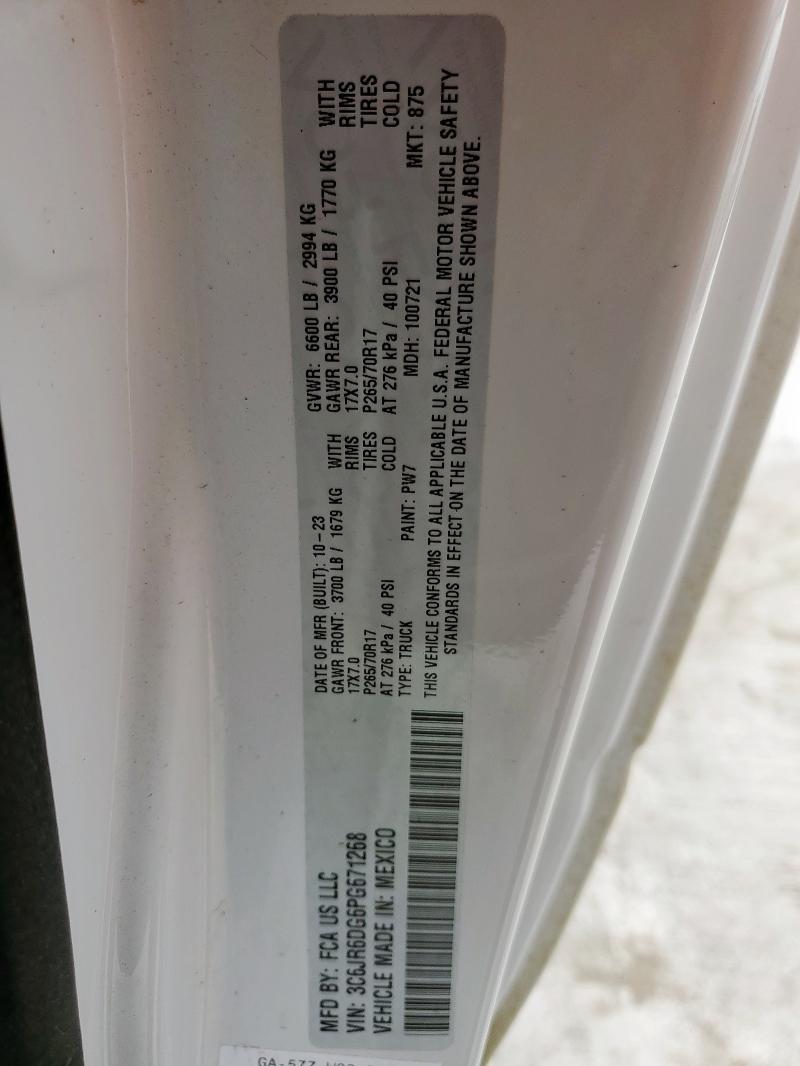 MFD BY: FCA US LLC
VIN: 3C6JR6DG6PG671268
VEHICLE MADE IN: MEXICO
DATE OF MFR (BUILT): 10-23 GVWR: 6600 LB / 2994 KG
GAWR FRONT: 3700 LB / 1679 KG WITH GAWR REAR: 3900 LB / 1770 KG WITH
17X7.0 RIMS 17X7.0 RIMS
P265/70R17 TIRES P265/70R17 TIRES
AT 276 kPa / 40 PSI COLD AT 276 kPa / 40 PSI COLD
TYPE: TRUCK PAINT: PW7 MDH: 100721 MKT: 875
THIS VEHICLE CONFORMS TO ALL APPLICABLE U.S.A. FEDERAL MOTOR VEHICLE SAFETY
STANDARDS IN EFFECT ON THE DATE OF MANUFACTURE SHOWN ABOVE.
GA-577